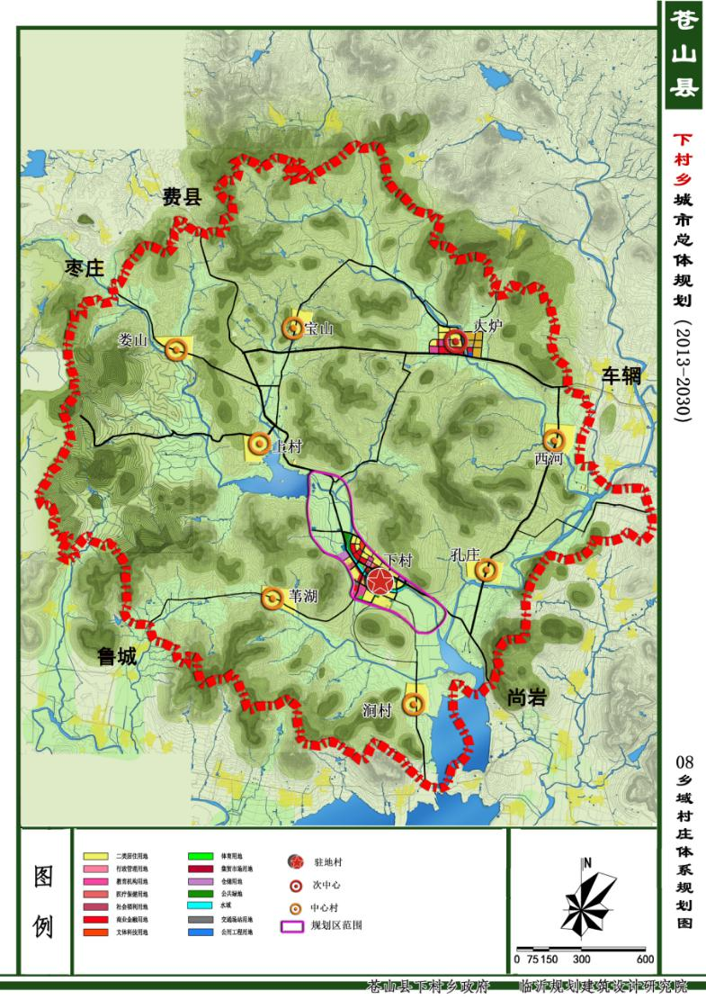 苍山县
下村乡城市总体规划(2013-2030)
费县
枣庄
宝山
大炉
娄山
车辋
上村
西河
下村
孔庄
苇湖
鲁城
尚岩
涧村
08乡域村庄体系规划图
图例
二类居住用地
行政管理用地
教育机构用地
医疗保健用地
社会福利用地
商业金融用地
文体科技用地
体育用地
集贸市场用地
仓储用地
公共绿地
水域
交通场站用地
公用工程用地
驻地村
次中心
中心村
规划区范围
N
0 75 150 300 600
苍山县下村乡政府 临沂规划建筑设计研究院